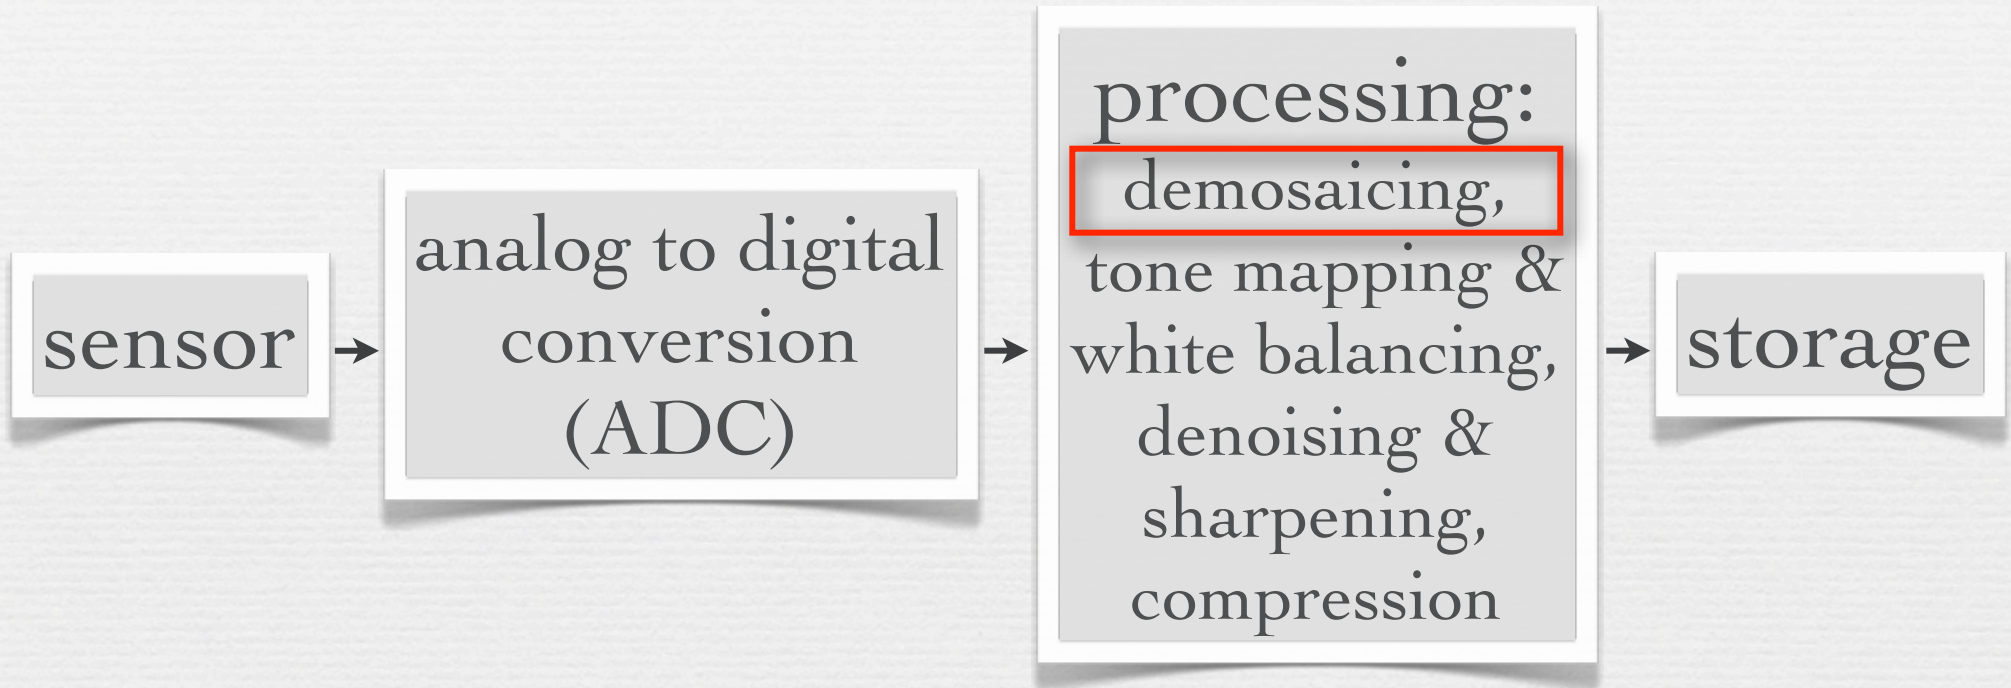 sensor
analog to digital
conversion
(ADC)
processing:
demosaicing,
tone mapping &
white balancing,
denoising &
sharpening,
compression
storage